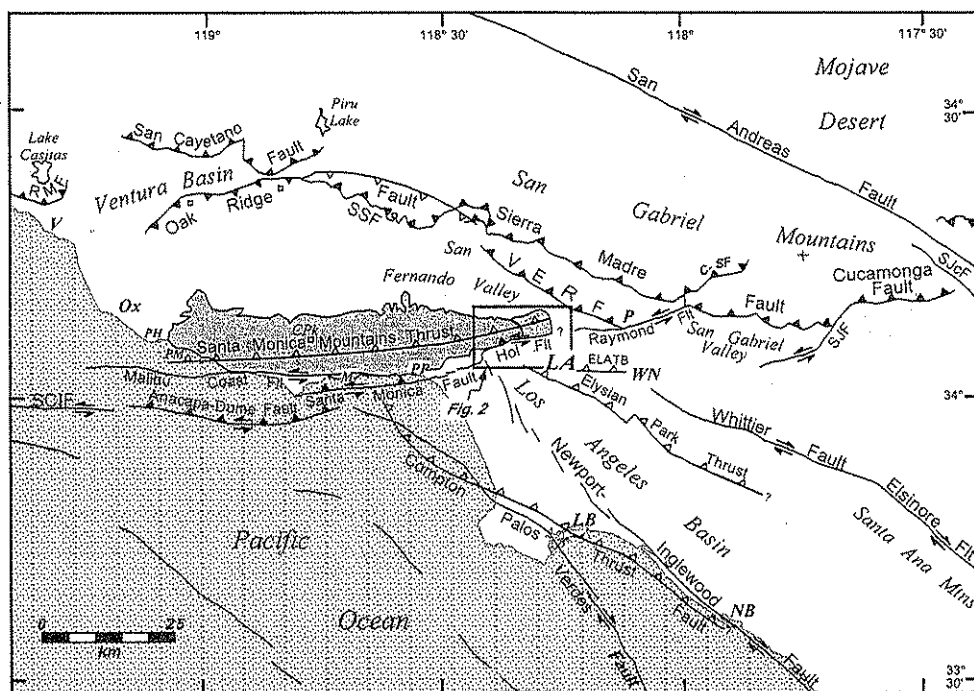 119°
118° 30'
118°
117° 30'
Mojave
Desert
34° 30'
San
Andreas
Fault
Piru
Lake
Lake
Casitas
San
Cayetano
Fault
RMF
V
Ventura Basin
Oak
Ridge
Fault
SSF
San
Gabriel
Mountains
Sierra
Madre
Fault
C-SF
SJcF
Cucamonga
Fault
SJF
San
Fernando
Valley
VERF
P
Raymond
Flt
San
Gabriel
Valley
Ox
PH
PM
CPk
Santa Monica Mountains Thrust
?
Hol
Flt
PP
LA
ELATB
WN
Malibu
Coast
Flt
Santa
Monica
Fault
Fig. 2
SCIF
Anacapa-Dume Fault
34°
Los
Angeles
Basin
Elysian
Park
Thrust
?
Whittier
Fault
Elsinore
Flt
Santa Ana Mtns
Newport-
Inglewood
Fault
Compton
Thrust
Fault
Palos
Verdes
Fault
LB
NB
Pacific
Ocean
0
25
km
33° 30'